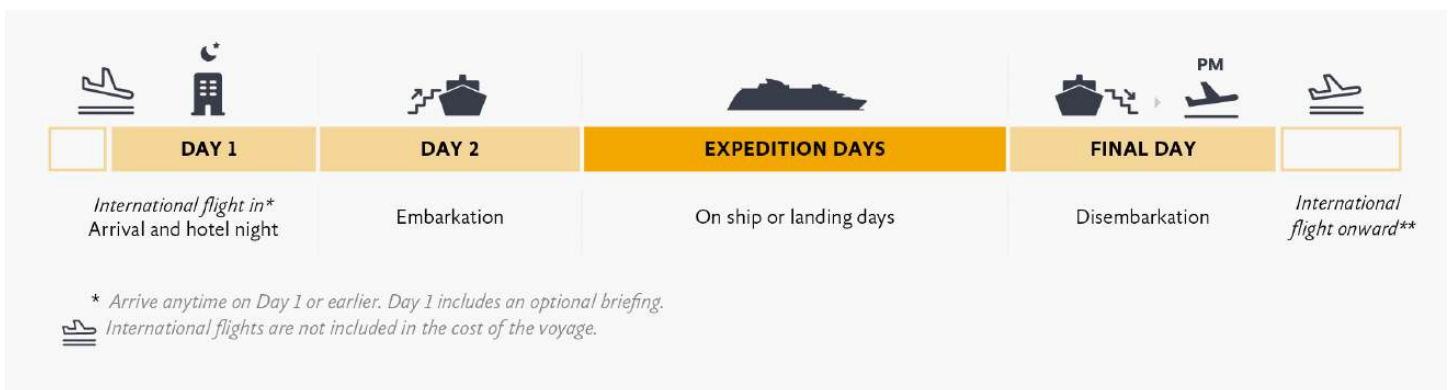 PM
DAY 1
DAY 2
EXPEDITION DAYS
FINAL DAY
International flight in*
Arrival and hotel night
Embarkation
On ship or landing days
Disembarkation
International
flight onward**
* Arrive anytime on Day 1 or earlier. Day 1 includes an optional briefing.
International flights are not included in the cost of the voyage.